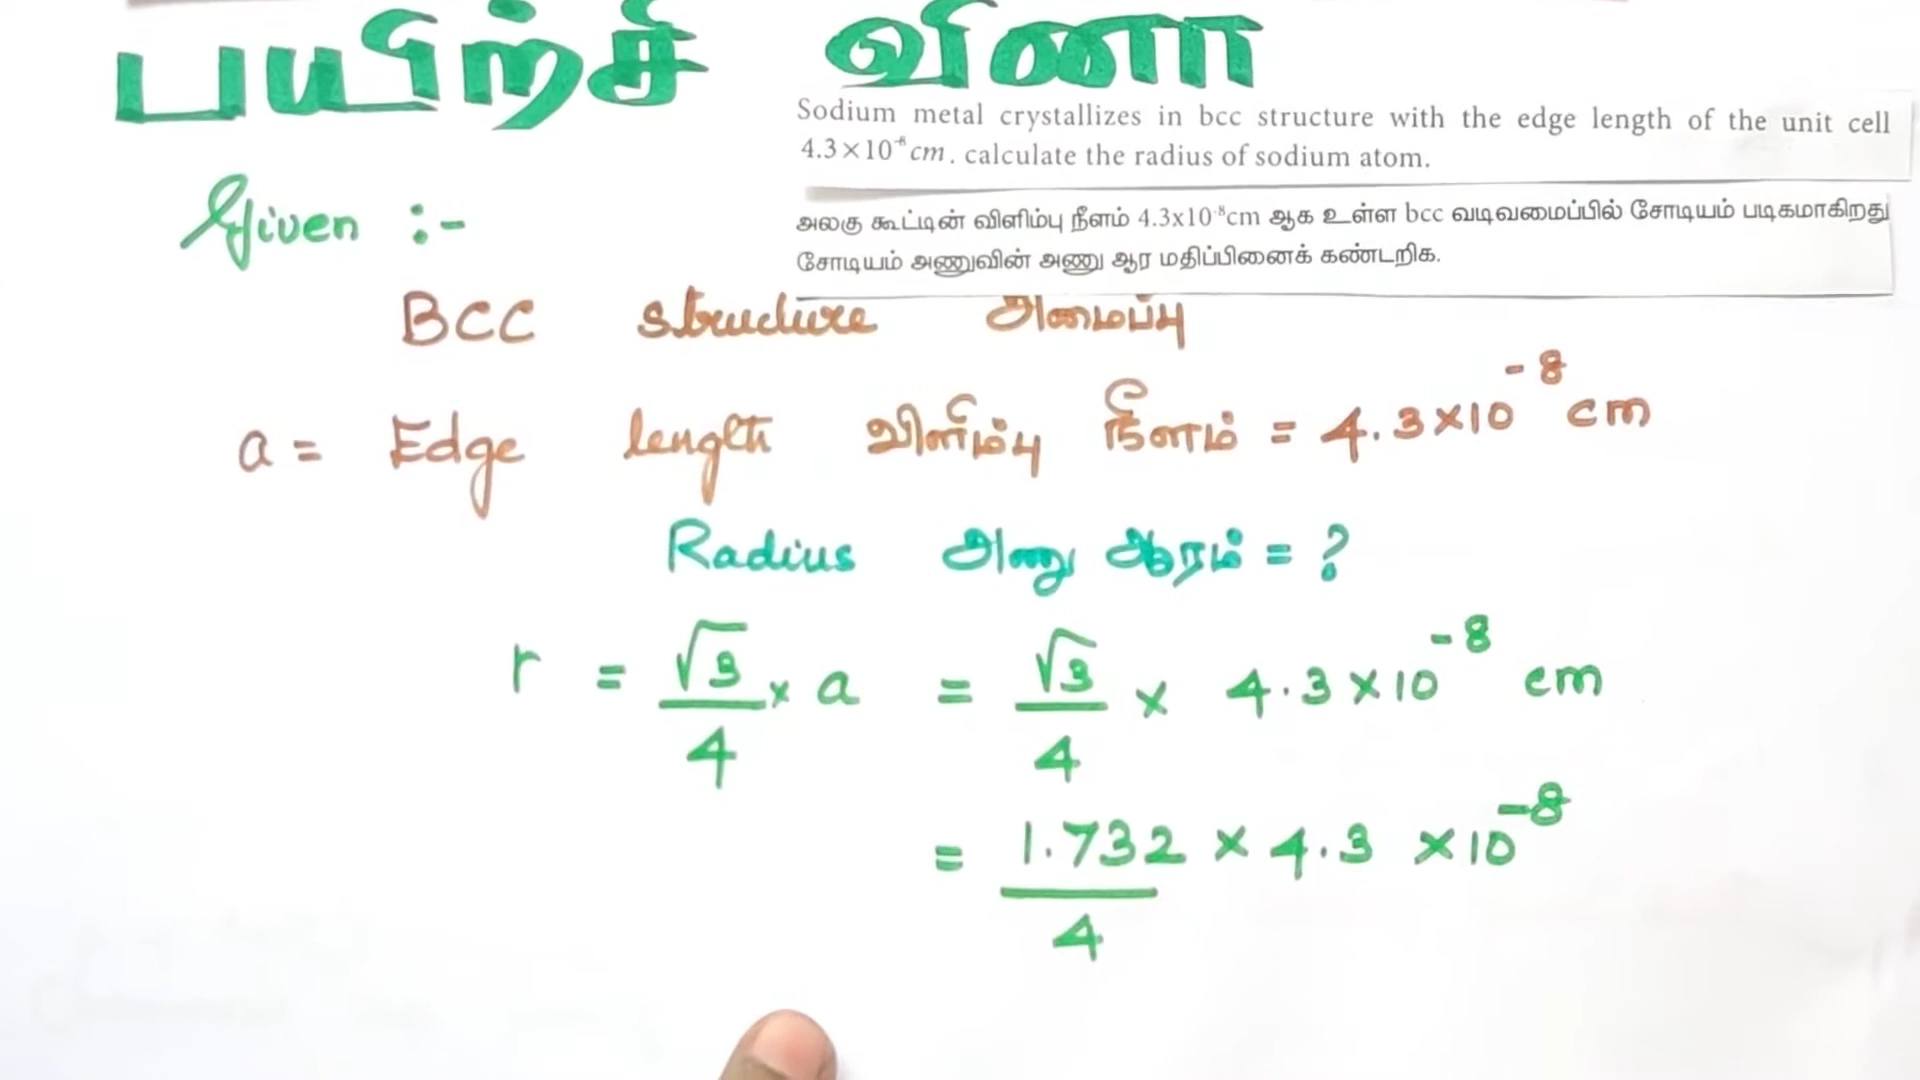 பயிற்சி வினா
Sodium metal crystallizes in bcc structure with the edge length of the unit cell
4.3×10⁻⁸cm. calculate the radius of sodium atom.
அலகு கூட்டின் விளிம்பு நீளம் 4.3x10⁻⁸cm ஆக உள்ள bcc வடிவமைப்பில் சோடியம் படிகமாகிறது
சோடியம் அணுவின் அணு ஆர மதிப்பினைக் கண்டறிக.
Given :-
BCC structure அமைப்பு
a = Edge length விளிம்பு நீளம் = 4.3×10⁻⁸ cm
Radius அணு ஆரம் = ?
r = √3/4 × a = √3/4 × 4.3×10⁻⁸ cm
= 1.732/4 × 4.3 ×10⁻⁸